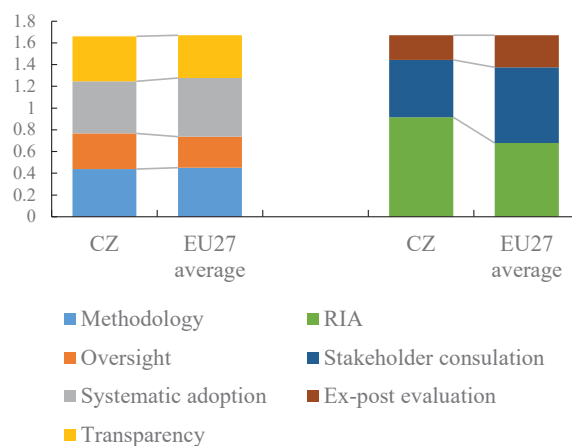 1.8
1.6
1.4
1.2
1
0.8
0.6
0.4
0.2
0
CZ
EU27
average
CZ
EU27
average
Methodology
RIA
Oversight
Stakeholder consulation
Systematic adoption
Ex-post evaluation
Transparency